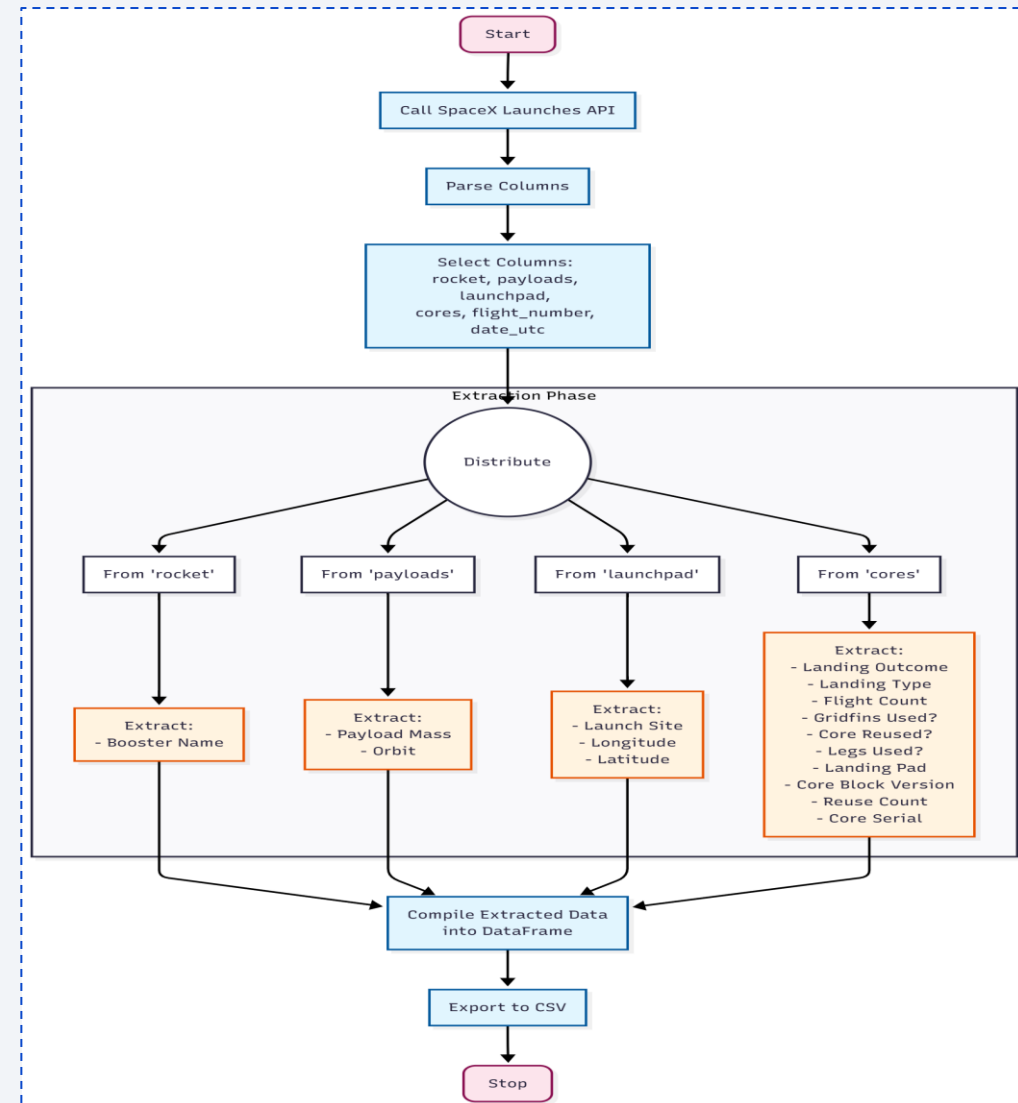 Start
Call SpaceX Launches API
Parse Columns
Select Columns:
rocket, payloads,
launchpad,
cores, flight_number,
date_utc
Extraction Phase
Distribute
From 'rocket'
From 'payloads'
From 'launchpad'
From 'cores'
Extract:
- Booster Name
Extract:
- Payload Mass
- Orbit
Extract:
- Launch Site
- Longitude
- Latitude
Extract:
- Landing Outcome
- Landing Type
- Flight Count
- Gridfins Used?
- Core Reused?
- Legs Used?
- Landing Pad
- Core Block Version
- Reuse Count
- Core Serial
Compile Extracted Data
into DataFrame
Export to CSV
Stop